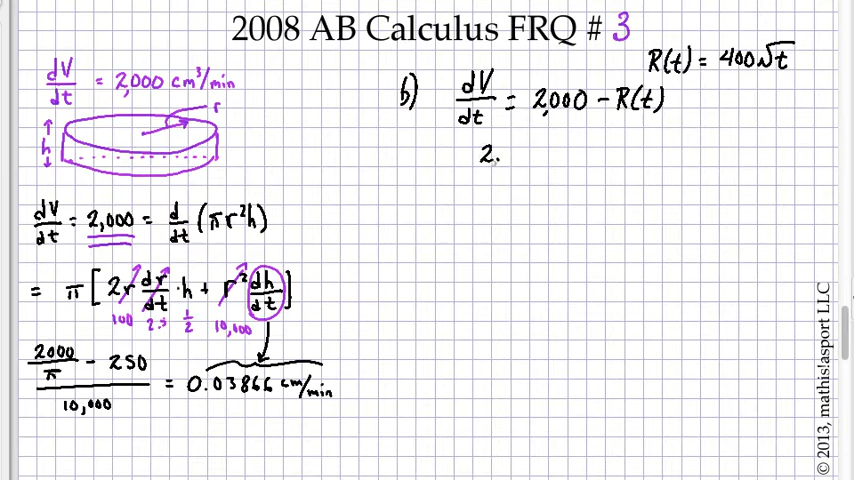 2008 AB Calculus FRQ # 3
dV/dt = 2,000 cm³/min
r
h
dV/dt = 2,000 = d/dt (πr²h)
= π [ 2r dr/dt · h + r² dh/dt ]
100 2.5 1/2 10,000
(2000/π - 250)/10,000 = 0.03866 cm/min
R(t) = 400√t
b) dV/dt = 2,000 - R(t)
2.
© 2013, mathislasport LLC